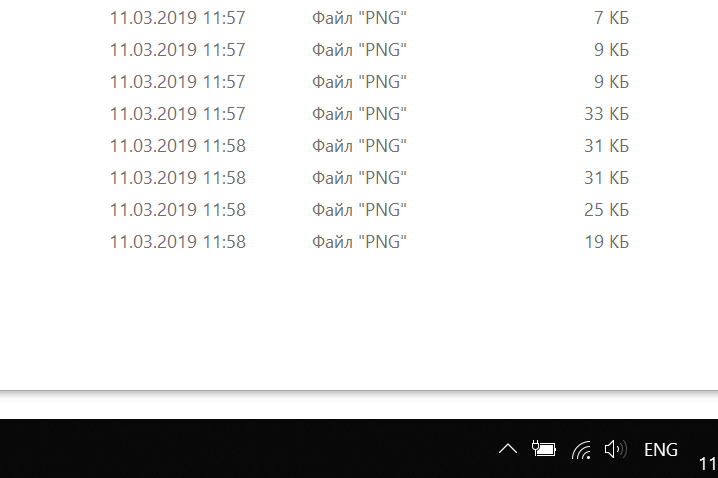 11.03.2019 11:57 Файл "PNG" 7 КБ
11.03.2019 11:57 Файл "PNG" 9 КБ
11.03.2019 11:57 Файл "PNG" 9 КБ
11.03.2019 11:57 Файл "PNG" 33 КБ
11.03.2019 11:58 Файл "PNG" 31 КБ
11.03.2019 11:58 Файл "PNG" 31 КБ
11.03.2019 11:58 Файл "PNG" 25 КБ
11.03.2019 11:58 Файл "PNG" 19 КБ
ENG
11